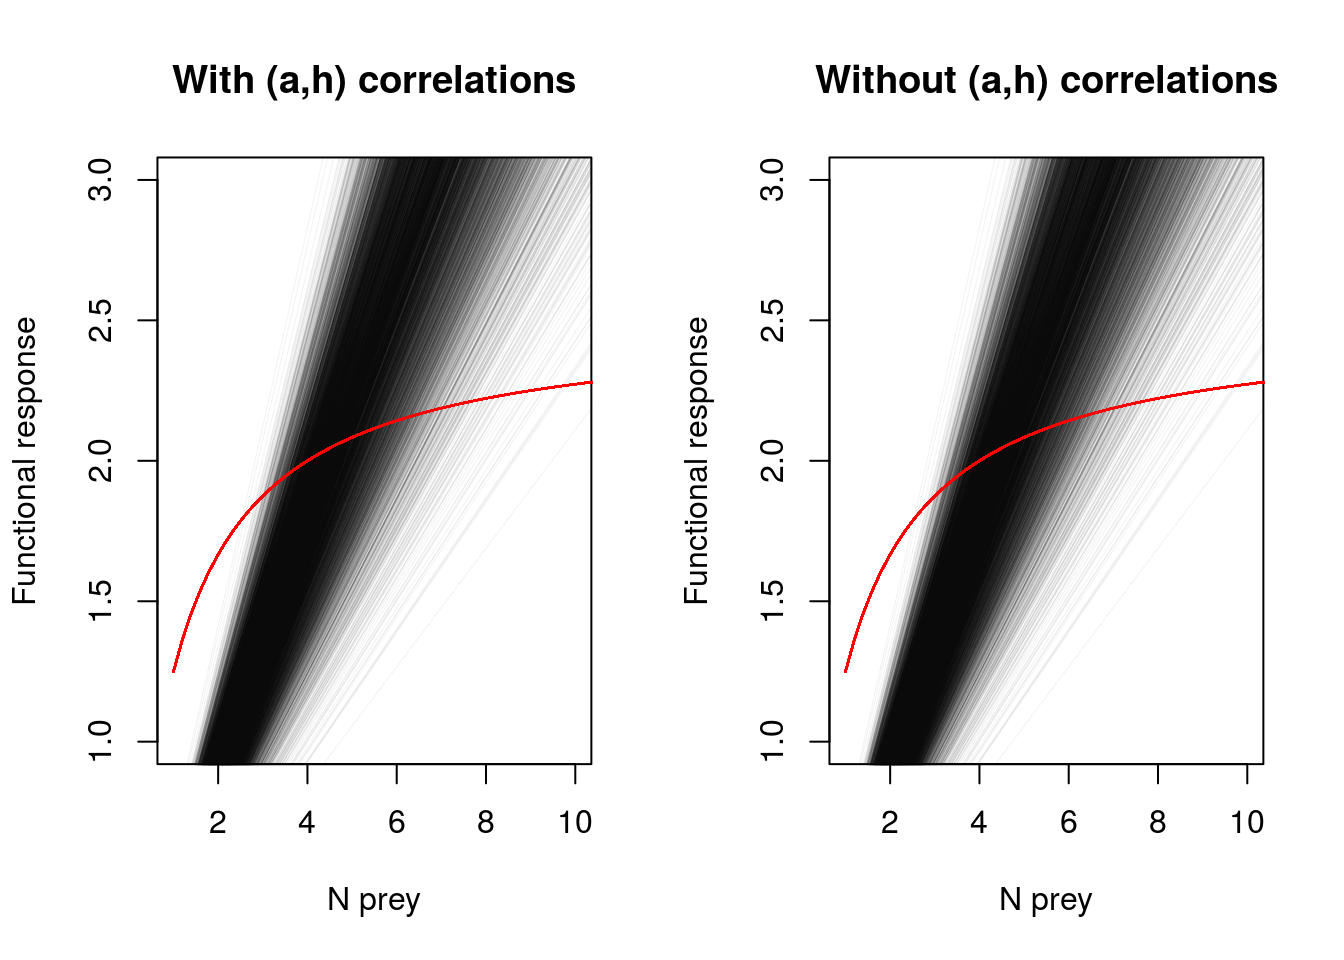 With (a,h) correlations
Functional response
3.0
2.5
2.0
1.5
1.0
2 4 6 8 10
N prey
Without (a,h) correlations
Functional response
3.0
2.5
2.0
1.5
1.0
2 4 6 8 10
N prey